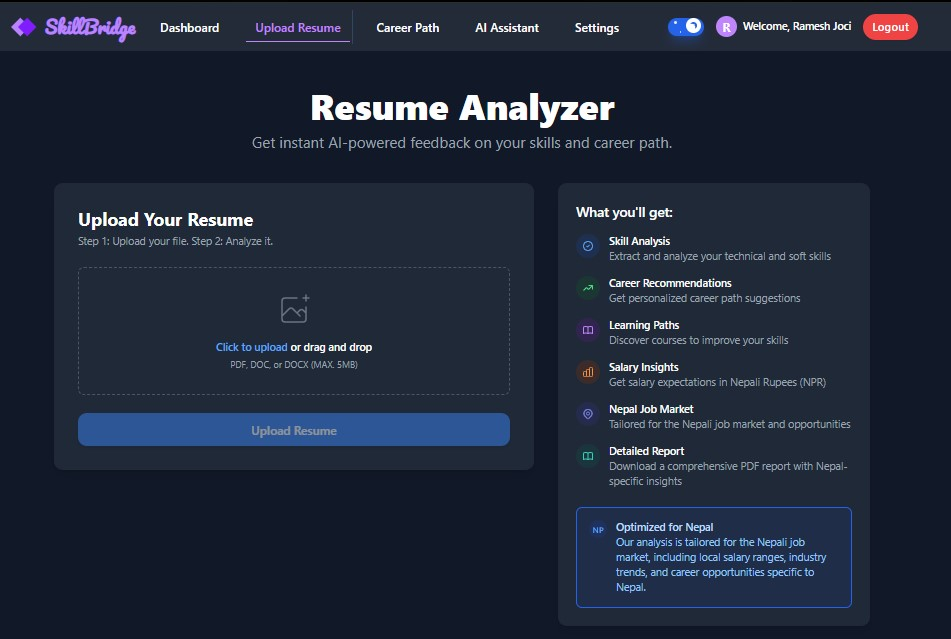 SkillBridge Dashboard Upload Resume Career Path AI Assistant Settings R Welcome, Ramesh Joci Logout
Resume Analyzer
Get instant AI-powered feedback on your skills and career path.
Upload Your Resume
Step 1: Upload your file. Step 2: Analyze it.
Click to upload or drag and drop
PDF, DOC, or DOCX (MAX. 5MB)
Upload Resume
What you'll get:
Skill Analysis
Extract and analyze your technical and soft skills
Career Recommendations
Get personalized career path suggestions
Learning Paths
Discover courses to improve your skills
Salary Insights
Get salary expectations in Nepali Rupees (NPR)
Nepal Job Market
Tailored for the Nepali job market and opportunities
Detailed Report
Download a comprehensive PDF report with Nepal-
specific insights
NP Optimized for Nepal
Our analysis is tailored for the Nepali job
market, including local salary ranges, industry
trends, and career opportunities specific to
Nepal.